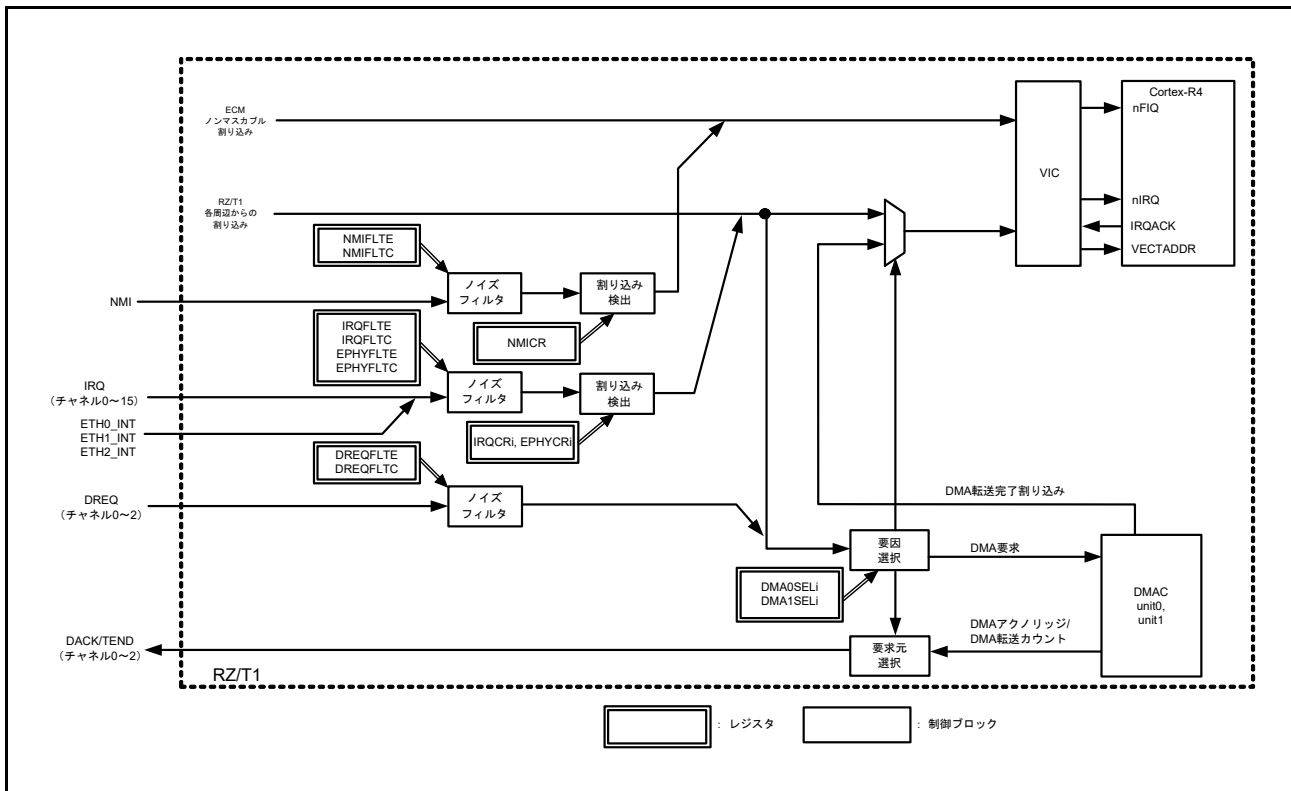 ECM
ノンマスカブル
割り込み
Cortex-R4
nFIQ
VIC
RZ/T1
各周辺からの
割り込み
nIRQ
IRQACK
VECTADDR
NMIFLTE
NMIFLTC
NMI
ノイズ
フィルタ
割り込み
検出
NMICR
IRQFLTE
IRQFLTC
EPHYFLTE
EPHYFLTC
IRQ
(チャネル0～15)
ノイズ
フィルタ
割り込み
検出
ETH0_INT
ETH1_INT
ETH2_INT
IRQCRi, EPHYCRi
DREQFLTE
DREQFLTC
DREQ
(チャネル0～2)
ノイズ
フィルタ
DMA転送完了割り込み
要因
選択
DMA要求
DMA0SELi
DMA1SELi
DMAC
unit0,
unit1
DMAアクノリッジ/
DMA転送カウント
DACK/TEND
(チャネル0～2)
要求元
選択
RZ/T1
: レジスタ
: 制御ブロック